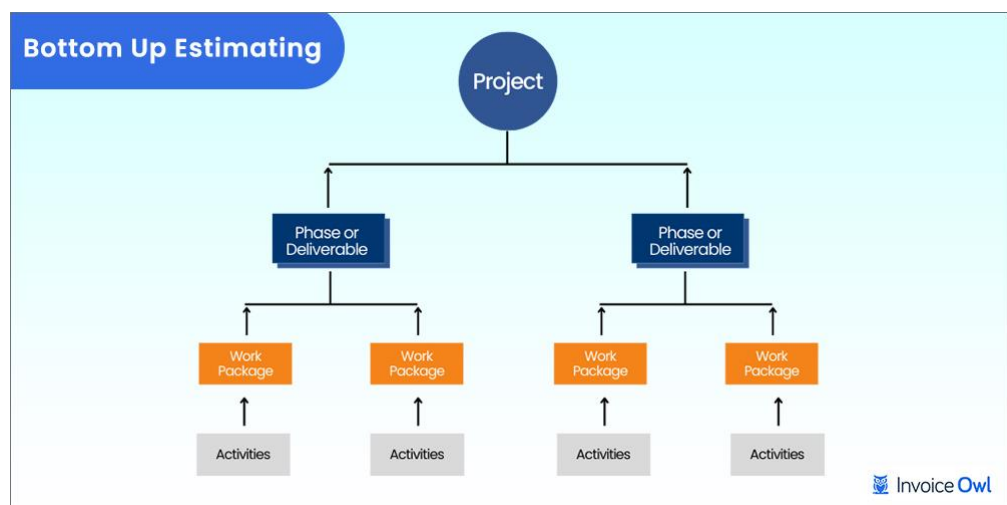 Bottom Up Estimating
Project
Phase or
Deliverable
Phase or
Deliverable
Work
Package
Work
Package
Work
Package
Work
Package
Activities
Activities
Activities
Activities
Invoice Owl